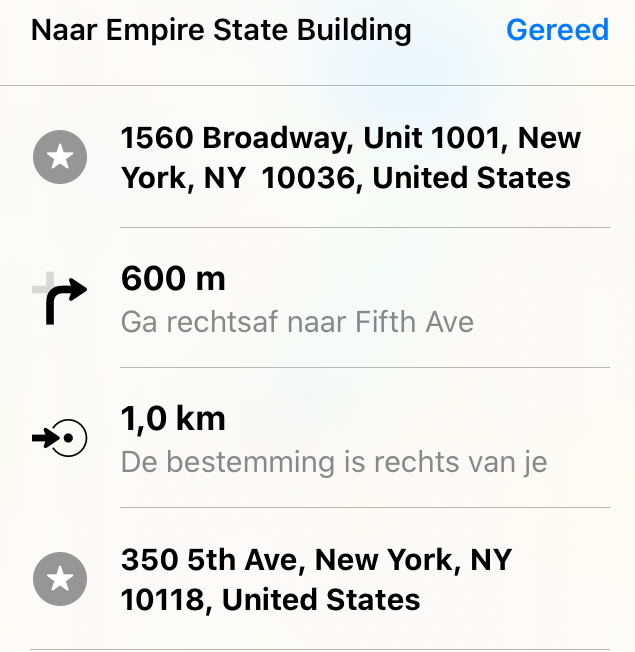 Naar Empire State Building
Gereed
1560 Broadway, Unit 1001, New
York, NY  10036, United States
600 m
Ga rechtsaf naar Fifth Ave
1,0 km
De bestemming is rechts van je
350 5th Ave, New York, NY
10118, United States